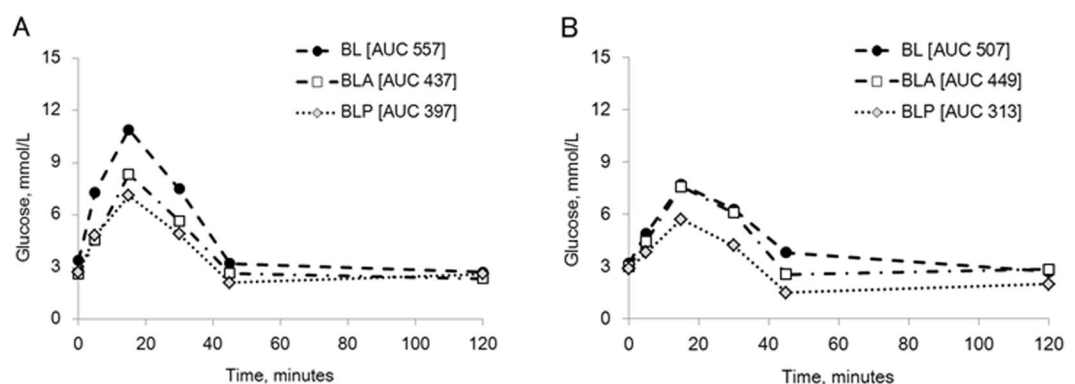 A
BL [AUC 557]
BLA [AUC 437]
BLP [AUC 397]
15
12
9
6
3
0
Glucose, mmol/L
0 20 40 60 80 100 120
Time, minutes
B
BL [AUC 507]
BLA [AUC 449]
BLP [AUC 313]
15
12
9
6
3
0
Glucose, mmol/L
0 20 40 60 80 100 120
Time, minutes